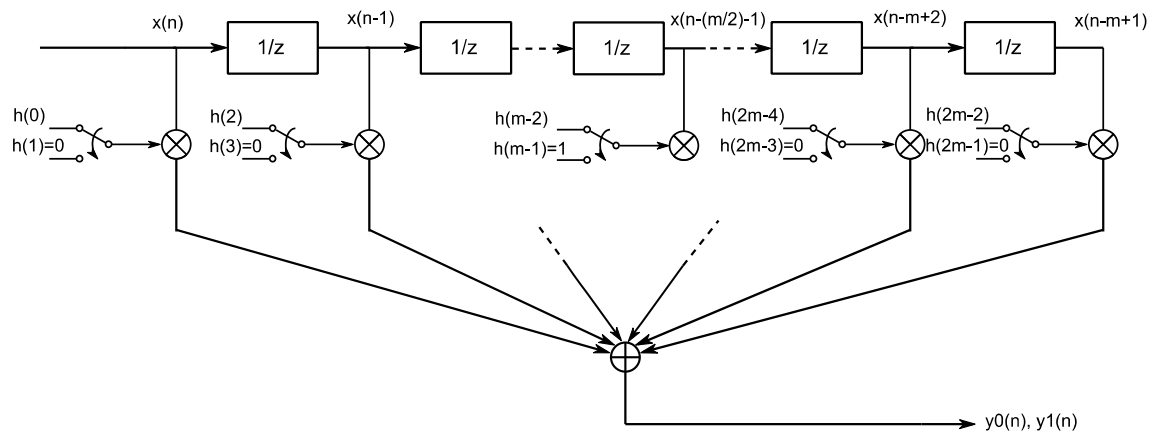 x(n)
x(n-1)
x(n-(m/2)-1)
x(n-m+2)
x(n-m+1)
1/z
1/z
1/z
1/z
1/z
h(0)
h(1)=0
h(2)
h(3)=0
h(m-2)
h(m-1)=1
h(2m-4)
h(2m-3)=0
h(2m-2)
h(2m-1)=0
y0(n), y1(n)